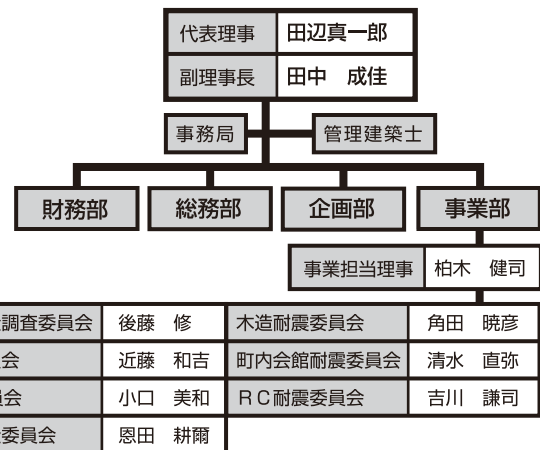 代表理事 田辺真一郎
副理事長 田中 成佳
事務局 管理建築士
財務部 総務部 企画部 事業部
事業担当理事 柏木 健司
調査委員会 後藤 修 木造耐震委員会 角田 暁彦
会 近藤 和吉 町内会館耐震委員会 清水 直弥
員会 小口 美和 RC耐震委員会 吉川 謙司
委員会 恩田 耕爾